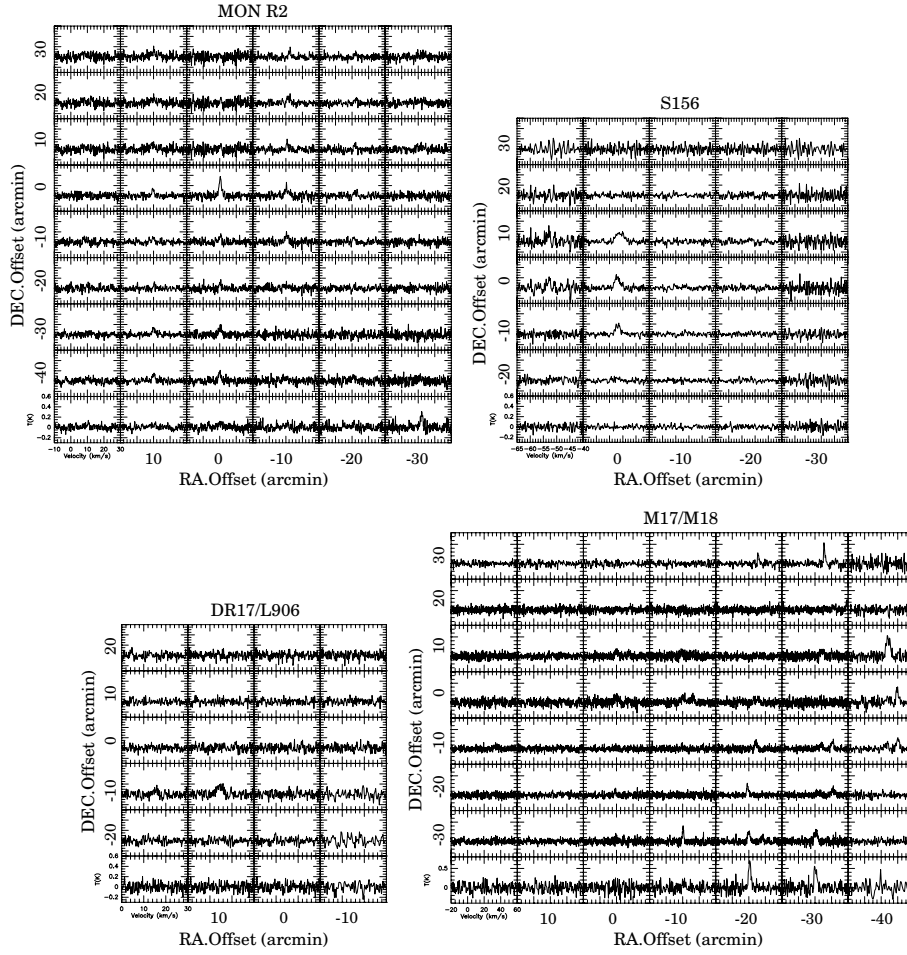 MON R2
30
20
10
0
-10
-20
-30
-40
DEC.Offset (arcmin)
0.6
0.4
0.2
0
-0.2
T(K)
-10 0 10 20 30
Velocity (km/s)
10 0 -10 -20 -30
RA.Offset (arcmin)
S156
30
20
10
0
-10
-20
DEC.Offset (arcmin)
0.6
0.4
0.2
0
-0.2
T(K)
-65 -60 -55 -50 -45 -40
Velocity (km/s)
0 -10 -20 -30
RA.Offset (arcmin)
DR17/L906
20
10
0
-10
-20
DEC.Offset (arcmin)
0.6
0.4
0.2
0
-0.2
T(K)
0 10 20 30
Velocity (km/s)
10 0 -10
RA.Offset (arcmin)
M17/M18
30
20
10
0
-10
-20
-30
DEC.Offset (arcmin)
0.5
0
T(K)
-20 0 20 40 60
Velocity (km/s)
10 0 -10 -20 -30 -40
RA.Offset (arcmin)